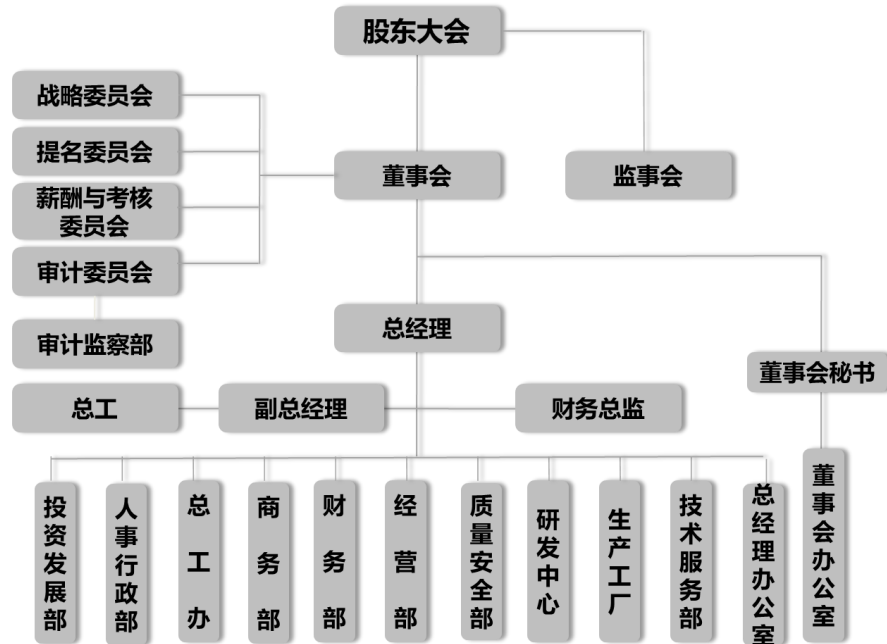 股东大会
战略委员会
提名委员会
董事会
监事会
薪酬与考核
委员会
审计委员会
总经理
审计监察部
董事会秘书
总工
副总经理
财务总监
投资发展部
人事行政部
总工办
商务部
财务部
经营部
质量安全部
研发中心
生产工厂
技术服务部
总经理办公室
董事会办公室